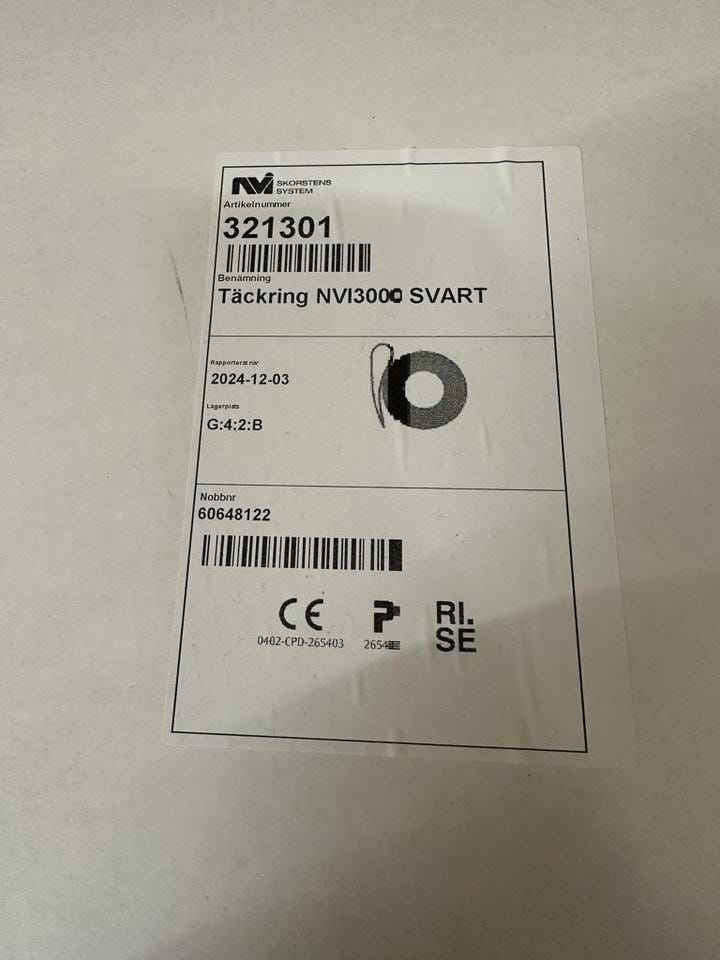 NVI SKORSTENS
SYSTEM
Artikelnummer
321301
Benämning
Täckring NVI3000 SVART
Rapporterat när
2024-12-03
Lagerplats
G:4:2:B
Nobbnr
60648122
CE P RI.
SE
0402-CPD-265403